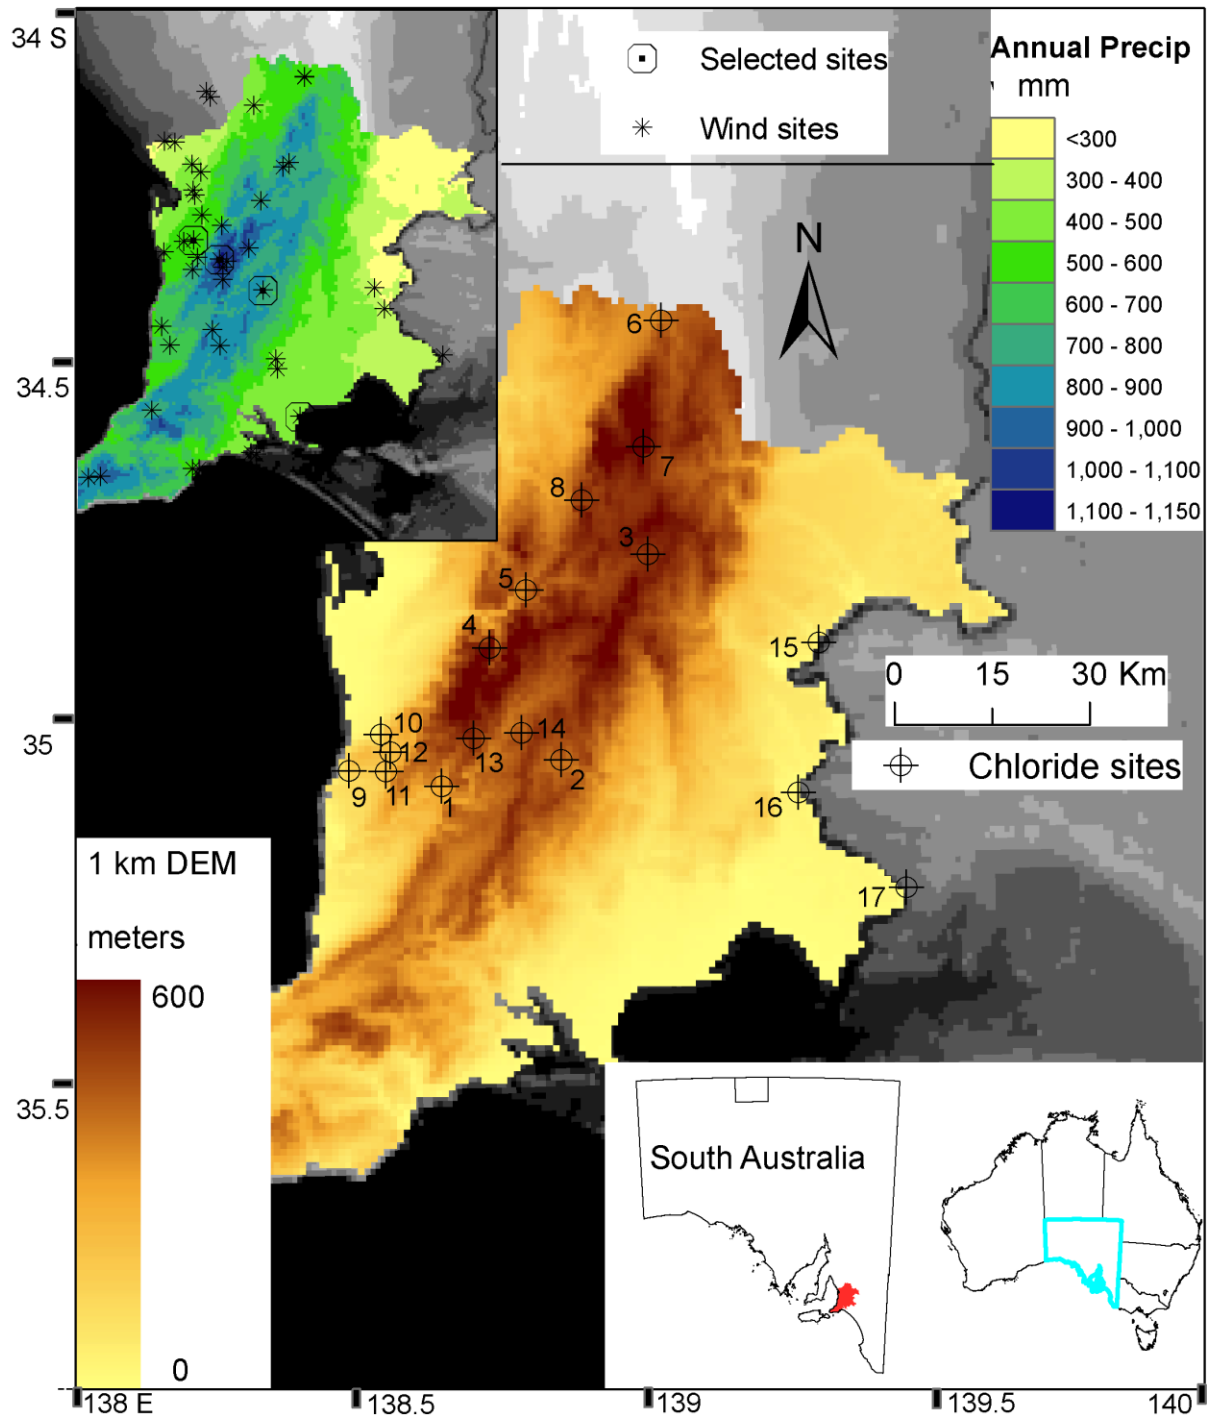 34 S
34.5
35
35.5
Selected sites
Wind sites
Annual Precip
mm
<300
300 - 400
400 - 500
500 - 600
600 - 700
700 - 800
800 - 900
900 - 1,000
1,000 - 1,100
1,100 - 1,150
N
6
7
8
3
5
4
15
0 15 30 Km
Chloride sites
10
12
14
13
2
9
11
1
16
17
1 km DEM
meters
600
0
South Australia
138 E
138.5
139
139.5
140